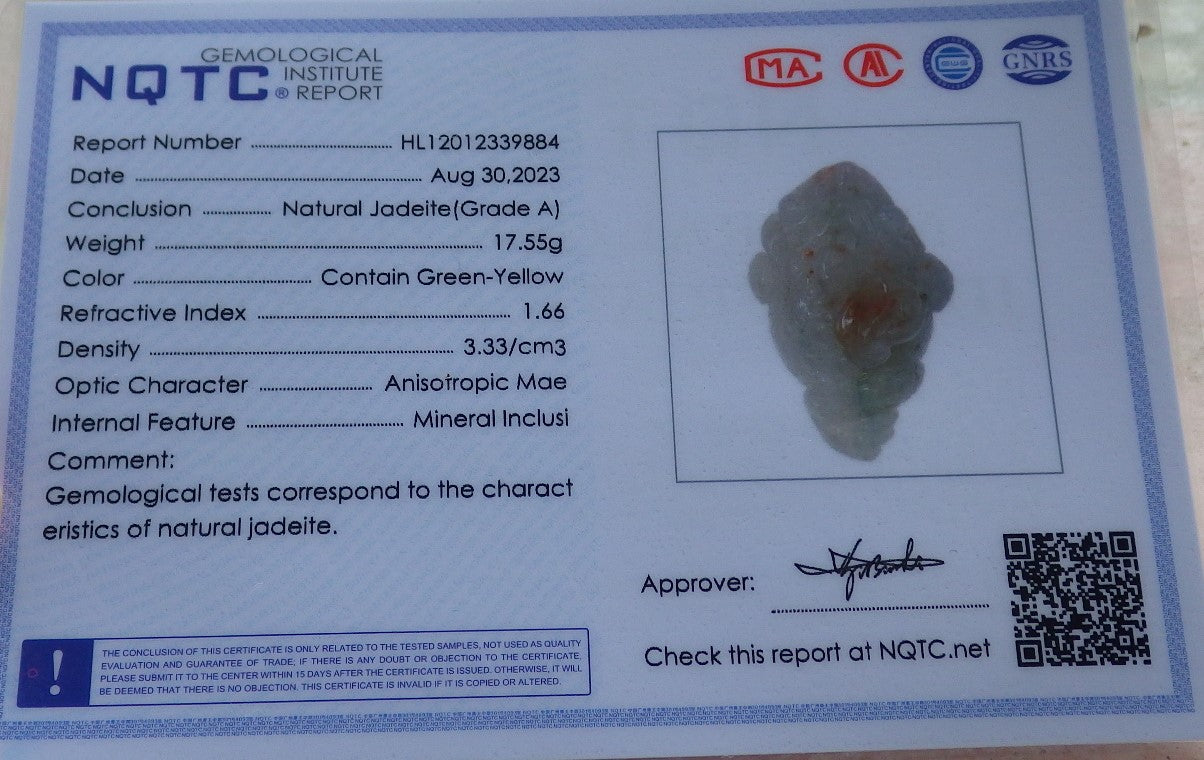 GEMOLOGICAL
NQTC® INSTITUTE
REPORT
MA
GNRS
Report Number ........ HL12012339884
Date ........ Aug 30,2023
Conclusion ........ Natural Jadeite(Grade A)
Weight ........ 17.55g
Color ........ Contain Green-Yellow
Refractive Index ........ 1.66
Density ........ 3.33/cm3
Optic Character ........ Anisotropic Mae
Internal Feature ........ Mineral Inclusi
Comment:
Gemological tests correspond to the charact
eristics of natural jadeite.
Approver:
Check this report at NQTC.net
! THE CONCLUSION OF THIS CERTIFICATE IS ONLY RELATED TO THE TESTED SAMPLES, NOT USED AS QUALITY
EVALUATION AND GUARANTEE OF TRADE; IF THERE IS ANY DOUBT OR OBJECTION TO THE CERTIFICATE,
PLEASE SUBMIT IT TO THE CENTER WITHIN 15 DAYS AFTER THE CERTIFICATE IS ISSUED. OTHERWISE, IT WILL
BE DEEMED THAT THERE IS NO OBJECTION. THIS CERTIFICATE IS INVALID IF IT IS COPIED OR ALTERED.